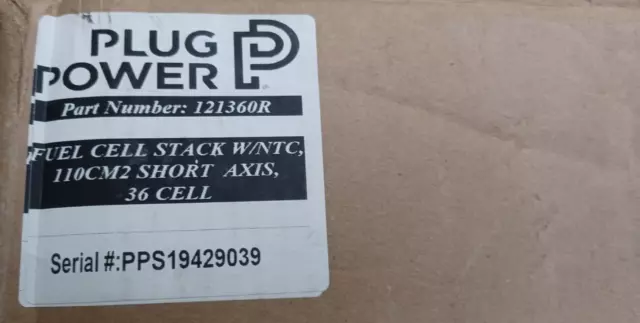 PLUG
POWER
Part Number: 121360R
FUEL CELL STACK W/NTC,
110CM2 SHORT AXIS,
36 CELL
Serial #:PPS19429039